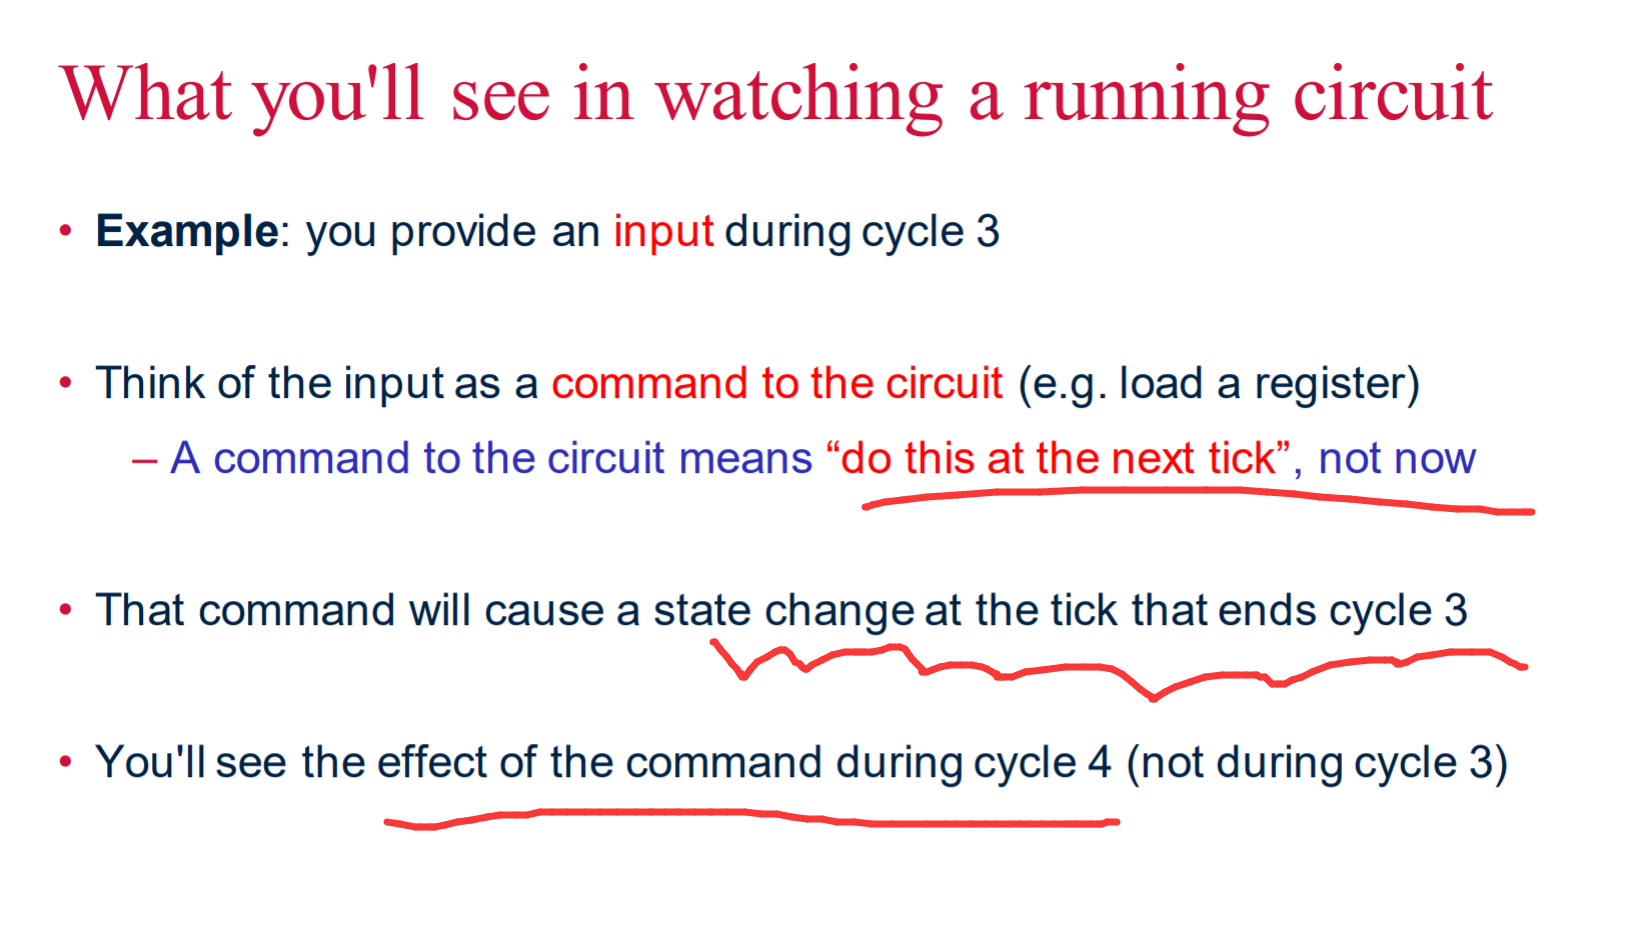 What you'll see in watching a running circuit
• Example: you provide an input during cycle 3
• Think of the input as a command to the circuit (e.g. load a register)
– A command to the circuit means “do this at the next tick”, not now
• That command will cause a state change at the tick that ends cycle 3
• You'll see the effect of the command during cycle 4 (not during cycle 3)